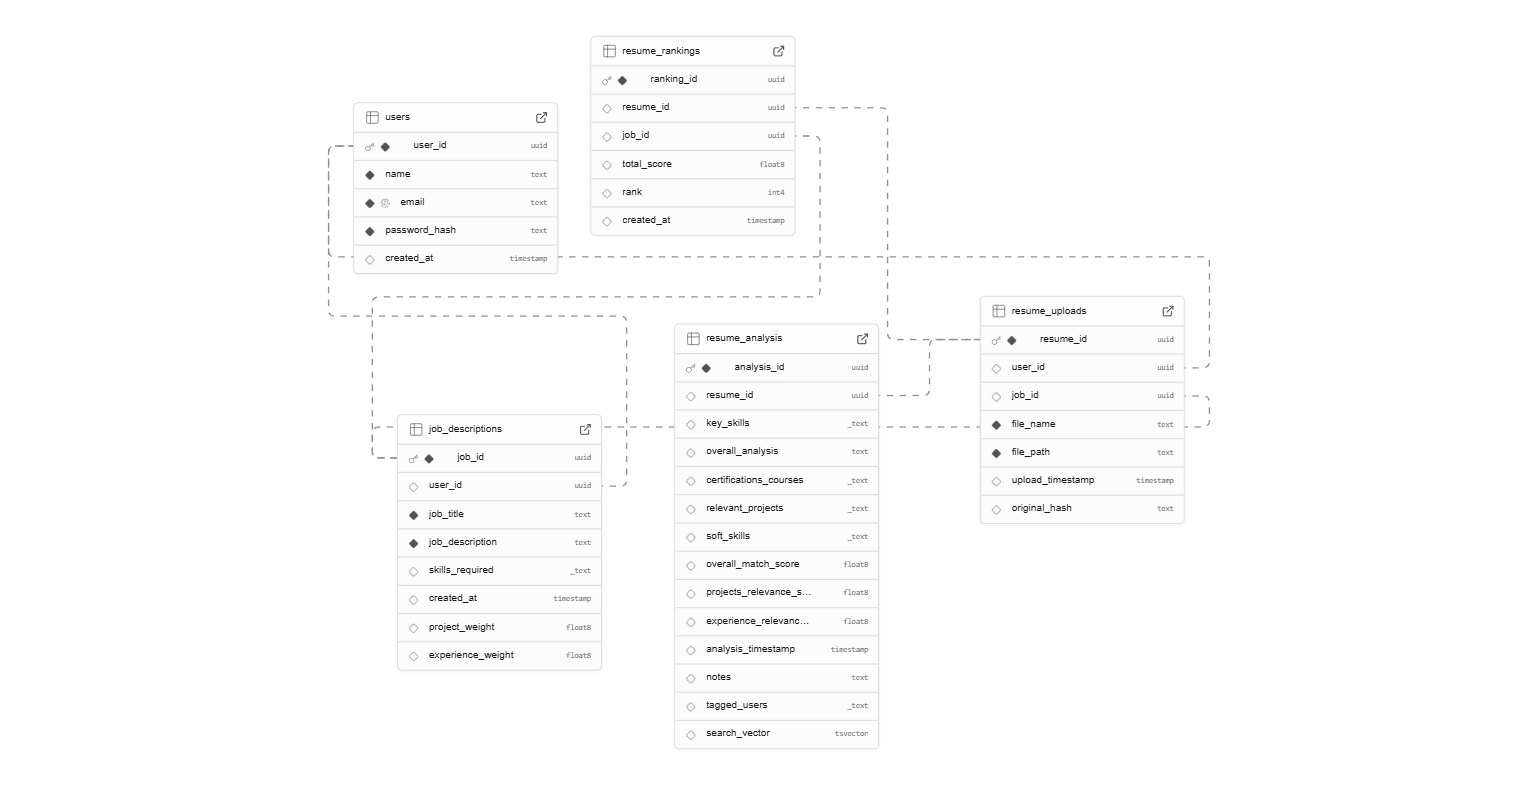 resume_rankings
ranking_id uuid
resume_id uuid
job_id uuid
total_score float8
rank int4
created_at timestamp
users
user_id uuid
name text
email text
password_hash text
created_at timestamp
resume_uploads
resume_id uuid
user_id uuid
job_id uuid
file_name text
file_path text
upload_timestamp timestamp
original_hash text
resume_analysis
analysis_id uuid
resume_id uuid
key_skills _text
overall_analysis text
certifications_courses _text
relevant_projects _text
soft_skills _text
overall_match_score float8
projects_relevance_s... float8
experience_relevanc... float8
analysis_timestamp timestamp
notes text
tagged_users _text
search_vector tsvector
job_descriptions
job_id uuid
user_id uuid
job_title text
job_description text
skills_required _text
created_at timestamp
project_weight float8
experience_weight float8